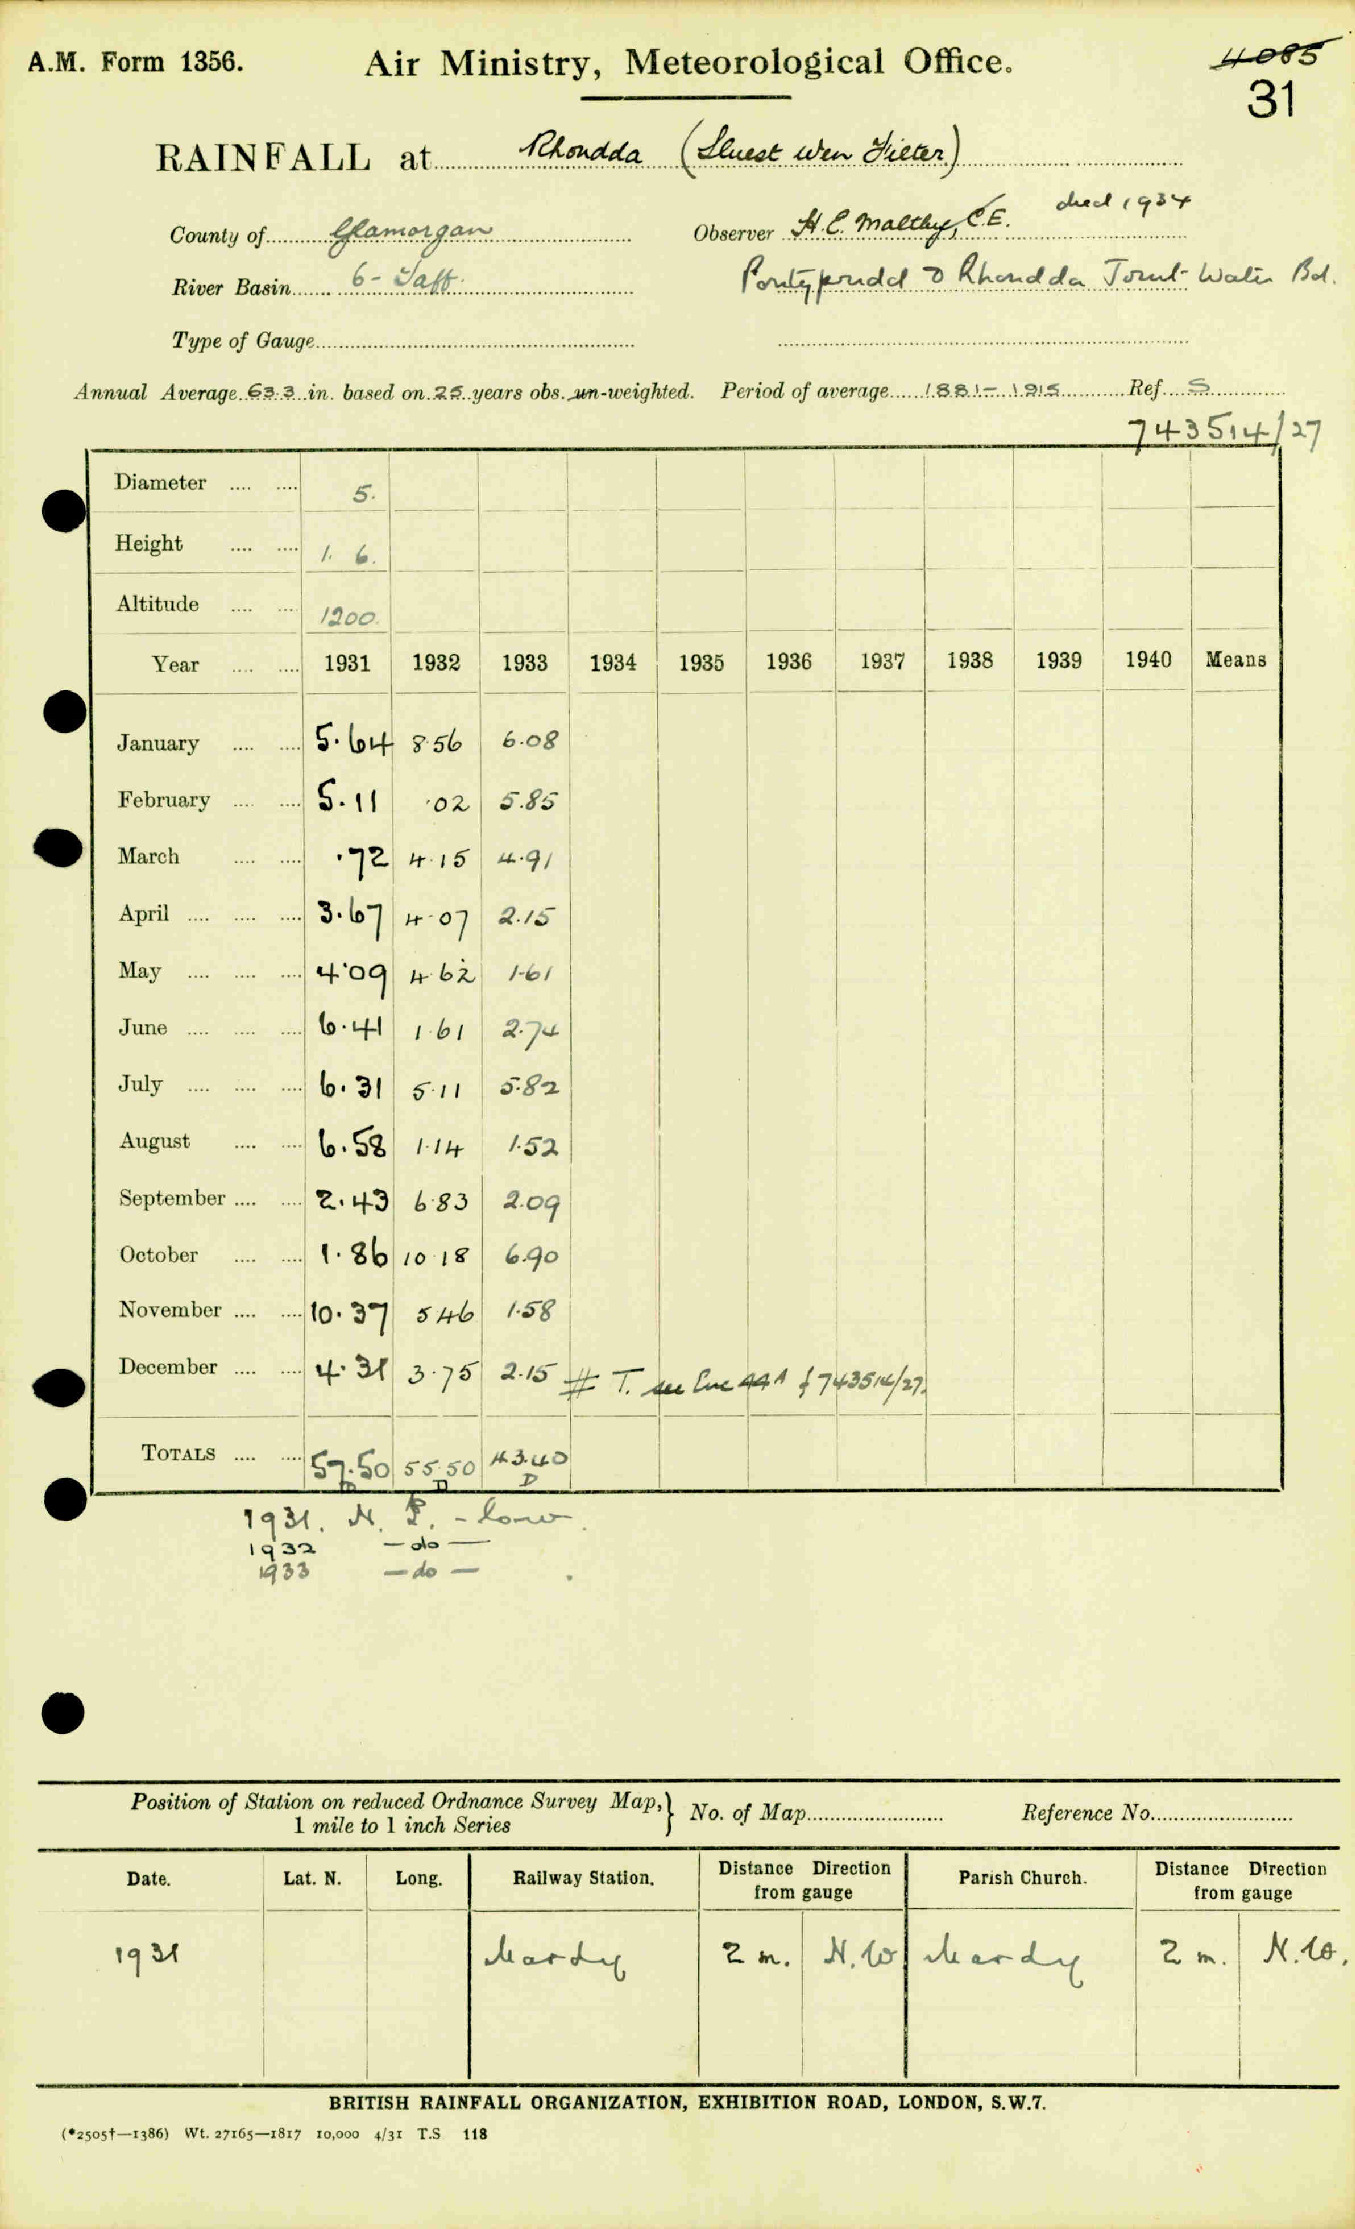 A.M. Form 1356.
Air Ministry, Meteorological Office.
4085
31
RAINFALL at Rhondda (Lluest Wen Filter)
County of Glamorgan
Observer H. E. Maltby, C.E. died 1934
River Basin 6 - Taff.
Pontypridd & Rhondda Joint Water Bd.
Type of Gauge
Annual Average 63.3 in. based on 25 years obs. un-weighted. Period of average 1881 - 1915 Ref. S
743514/27
Diameter .... .... 5.
Height .... .... 1. 6.
Altitude .... .... 1200.
Year .... .... 1931 1932 1933 1934 1935 1936 1937 1938 1939 1940 Means
January .... .... 5.64 8.56 6.08
February .... .... 5.11 .02 5.85
March .... .... .72 4.15 4.91
April .... .... .... 3.67 4.07 2.15
May .... .... .... 4.09 4.62 1.61
June .... .... .... 6.41 1.61 2.74
July .... .... .... 6.31 5.11 5.82
August .... .... 6.58 1.14 1.52
September .... .... 2.43 6.83 2.09
October .... .... 1.86 10.18 6.90
November .... .... 10.37 5.46 1.58
December .... .... 4.31 3.75 2.15 # T. see Enc 44A of 743514/27.
TOTALS .... .... 57.50 55.50 43.40
D D
1931. N. P. - low.
1932 — do —
1933 — do —
Position of Station on reduced Ordnance Survey Map,} No. of Map Reference No.
1 mile to 1 inch Series
Date. Lat. N. Long. Railway Station. Distance Direction from gauge Parish Church. Distance Direction from gauge
1931 Mardy 2 m. N.W Mardy 2 m. N.W.
BRITISH RAINFALL ORGANIZATION, EXHIBITION ROAD, LONDON, S.W.7.
(*2505†—1386) Wt. 27165—1817 10,000 4/31 T.S 118